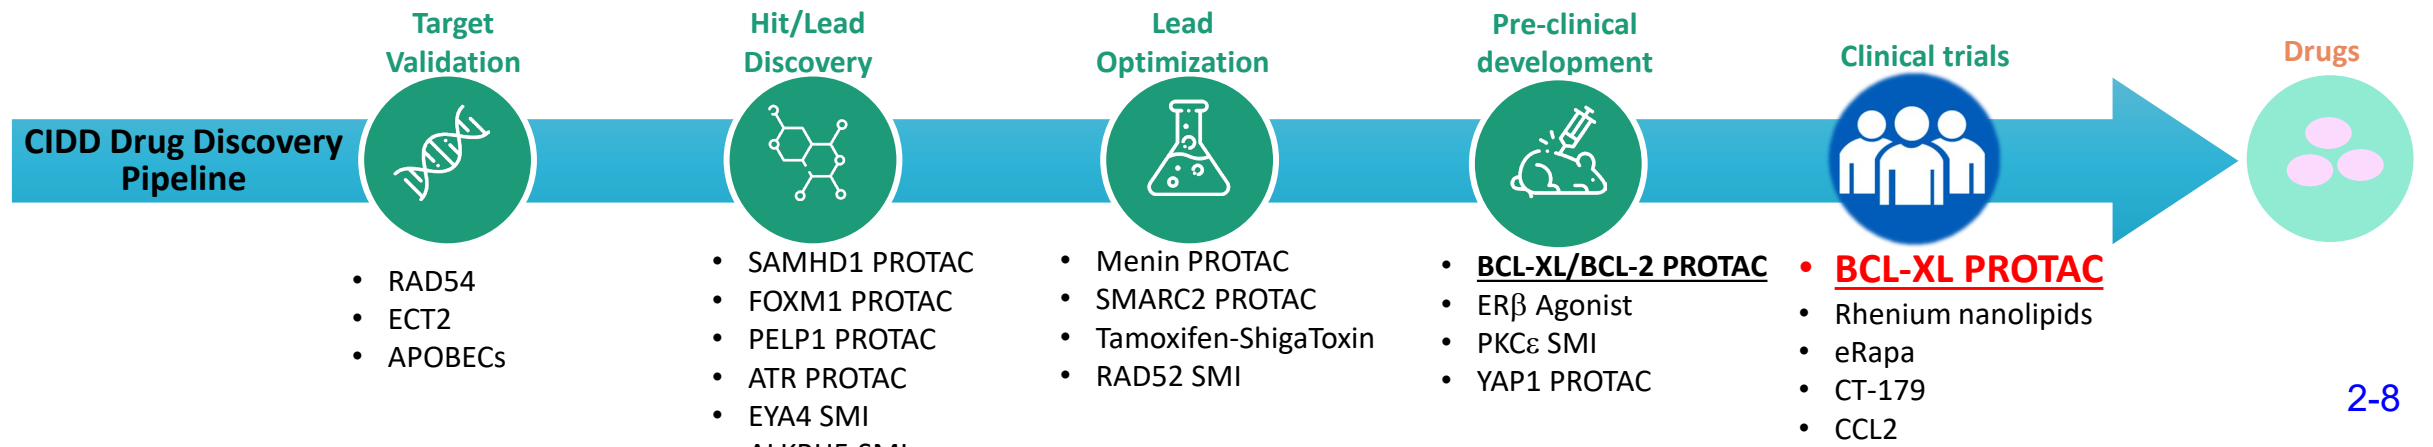 Target
Validation
Hit/Lead
Discovery
Lead
Optimization
Pre-clinical
development
Clinical trials
Drugs
CIDD Drug Discovery
Pipeline
• RAD54
• ECT2
• APOBECs
• SAMHD1 PROTAC
• FOXM1 PROTAC
• PELP1 PROTAC
• ATR PROTAC
• EYA4 SMI
• Menin PROTAC
• SMARC2 PROTAC
• Tamoxifen-ShigaToxin
• RAD52 SMI
• BCL-XL/BCL-2 PROTAC
• ERβ Agonist
• PKCε SMI
• YAP1 PROTAC
• BCL-XL PROTAC
• Rhenium nanolipids
• eRapa
• CT-179
• CCL2
2-8